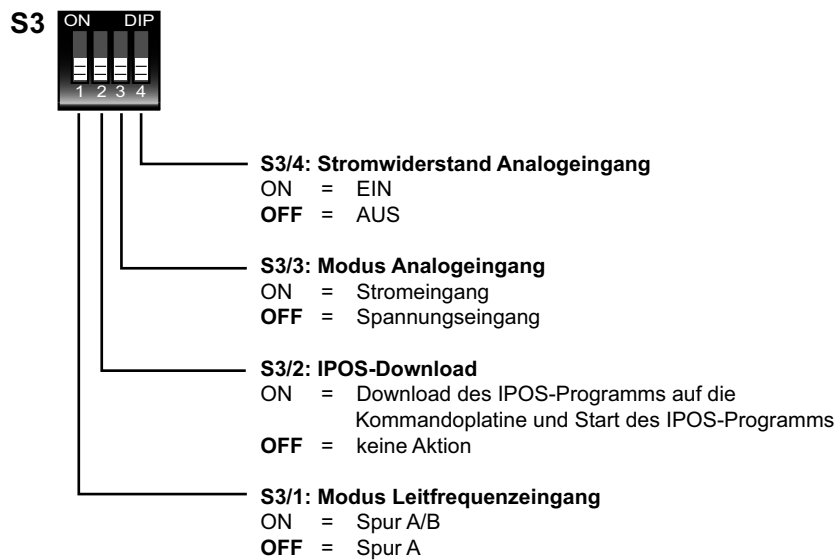 S3 ON DIP
1 2 3 4
S3/4: Stromwiderstand Analogeingang
ON = EIN
OFF = AUS
S3/3: Modus Analogeingang
ON = Stromeingang
OFF = Spannungseingang
S3/2: IPOS-Download
ON = Download des IPOS-Programms auf die
Kommandoplatine und Start des IPOS-Programms
OFF = keine Aktion
S3/1: Modus Leitfrequenzeingang
ON = Spur A/B
OFF = Spur A